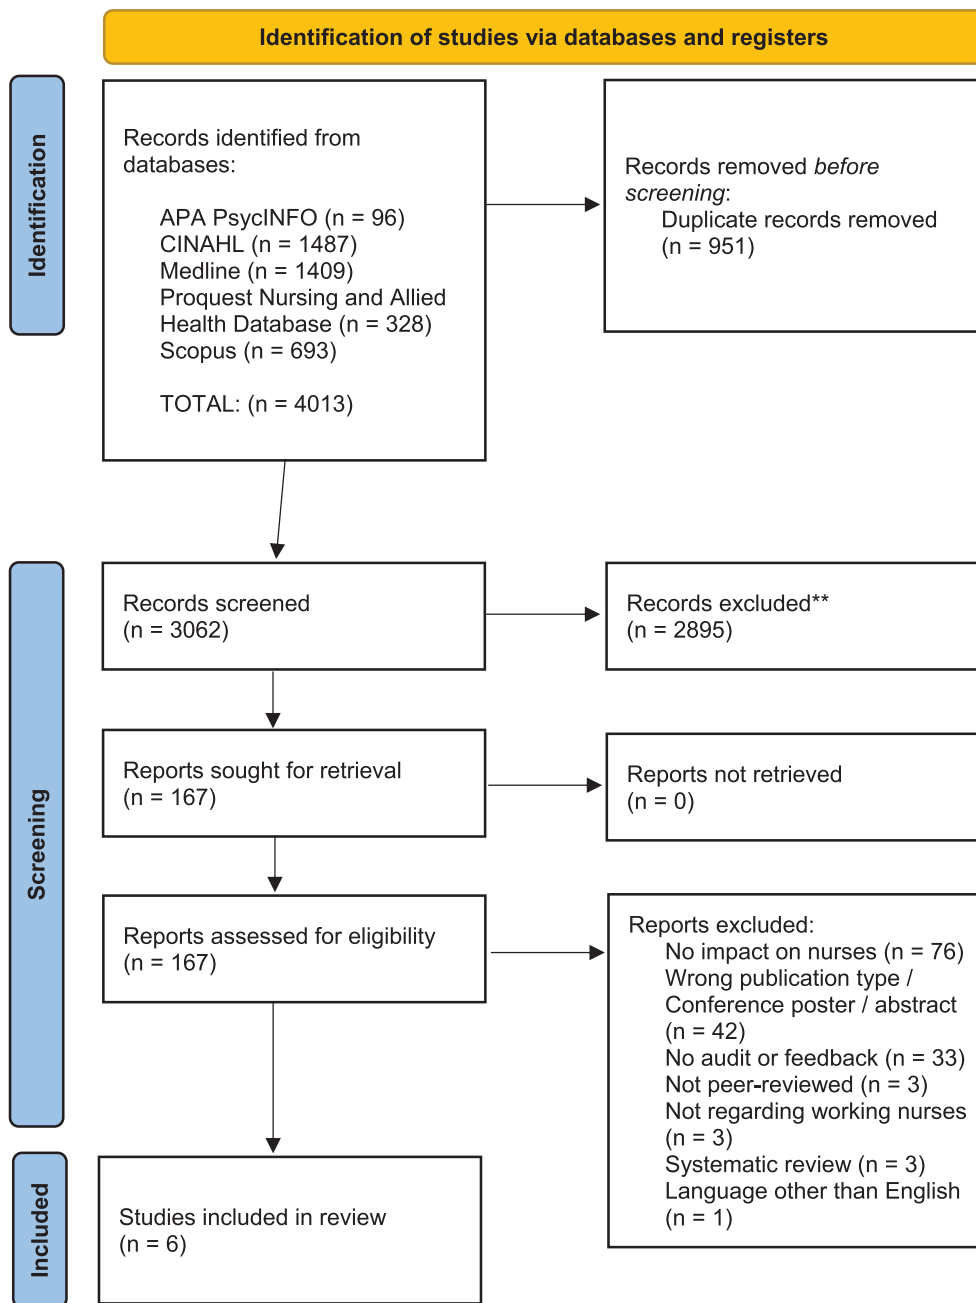 Identification of studies via databases and registers
Identification
Records identified from
databases:
APA PsycINFO (n = 96)
CINAHL (n = 1487)
Medline (n = 1409)
Proquest Nursing and Allied
Health Database (n = 328)
Scopus (n = 693)
TOTAL: (n = 4013)
Records removed before
screening:
Duplicate records removed
(n = 951)
Screening
Records screened
(n = 3062)
Records excluded**
(n = 2895)
Reports sought for retrieval
(n = 167)
Reports not retrieved
(n = 0)
Reports assessed for eligibility
(n = 167)
Reports excluded:
No impact on nurses (n = 76)
Wrong publication type /
Conference poster / abstract
(n = 42)
No audit or feedback (n = 33)
Not peer-reviewed (n = 3)
Not regarding working nurses
(n = 3)
Systematic review (n = 3)
Language other than English
(n = 1)
Included
Studies included in review
(n = 6)